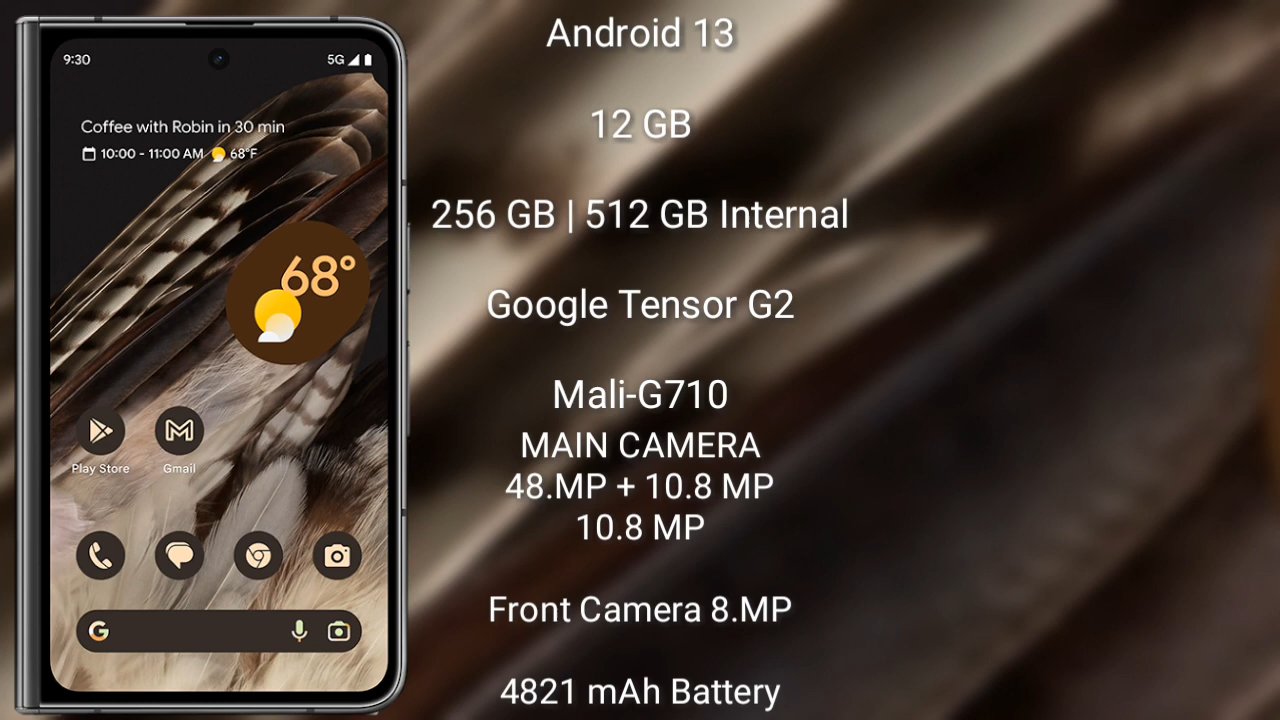 9:30
5G
Coffee with Robin in 30 min
10:00 - 11:00 AM 68°F
68°
Play Store
Gmail
Android 13
12 GB
256 GB | 512 GB Internal
Google Tensor G2
Mali-G710
MAIN CAMERA
48.MP + 10.8 MP
10.8 MP
Front Camera 8.MP
4821 mAh Battery